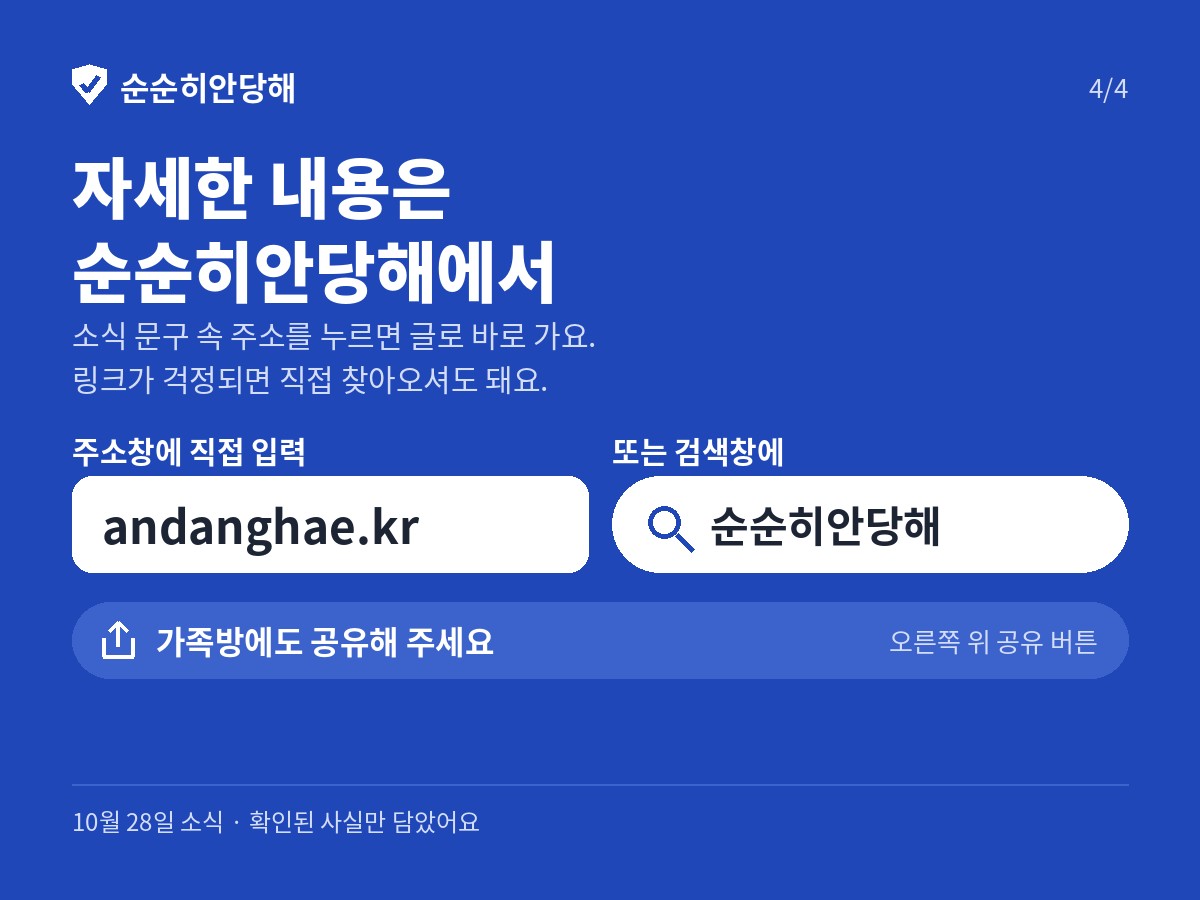 순순히안당해
4/4
자세한 내용은
순순히안당해에서
소식 문구 속 주소를 누르면 글로 바로 가요.
링크가 걱정되면 직접 찾아오셔도 돼요.
주소창에 직접 입력
andanghae.kr
또는 검색창에
순순히안당해
가족방에도 공유해 주세요
오른쪽 위 공유 버튼
10월 28일 소식 · 확인된 사실만 담았어요